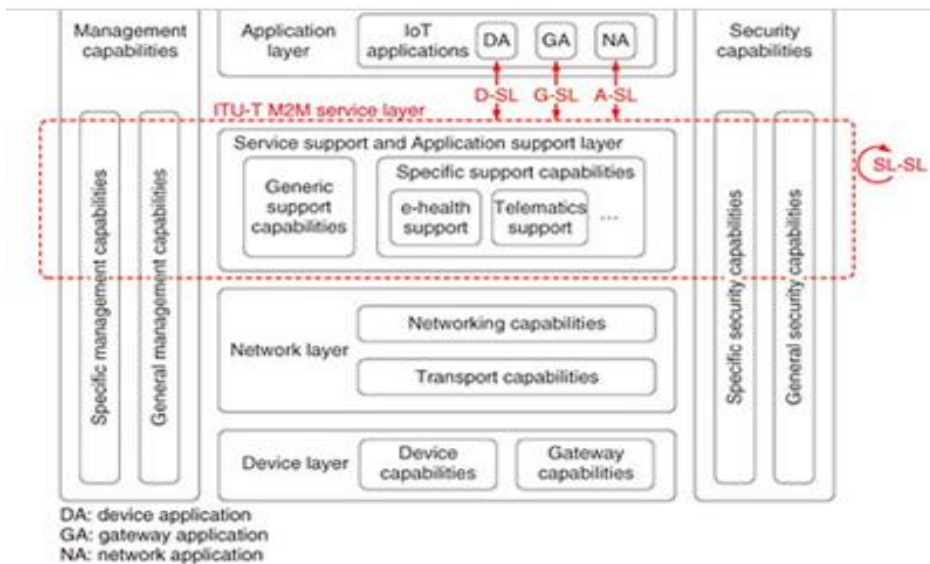 Management
capabilities
Application
layer
IoT
applications
DA
GA
NA
Security
capabilities
D-SL
G-SL
A-SL
ITU-T M2M service layer
Service support and Application support layer
SL-SL
Generic
support
capabilities
Specific support capabilities
e-health
support
Telematics
support
...
Specific management capabilities
General management capabilities
Specific security capabilities
General security capabilities
Network layer
Networking capabilities
Transport capabilities
Device layer
Device
capabilities
Gateway
capabilities
DA: device application
GA: gateway application
NA: network application